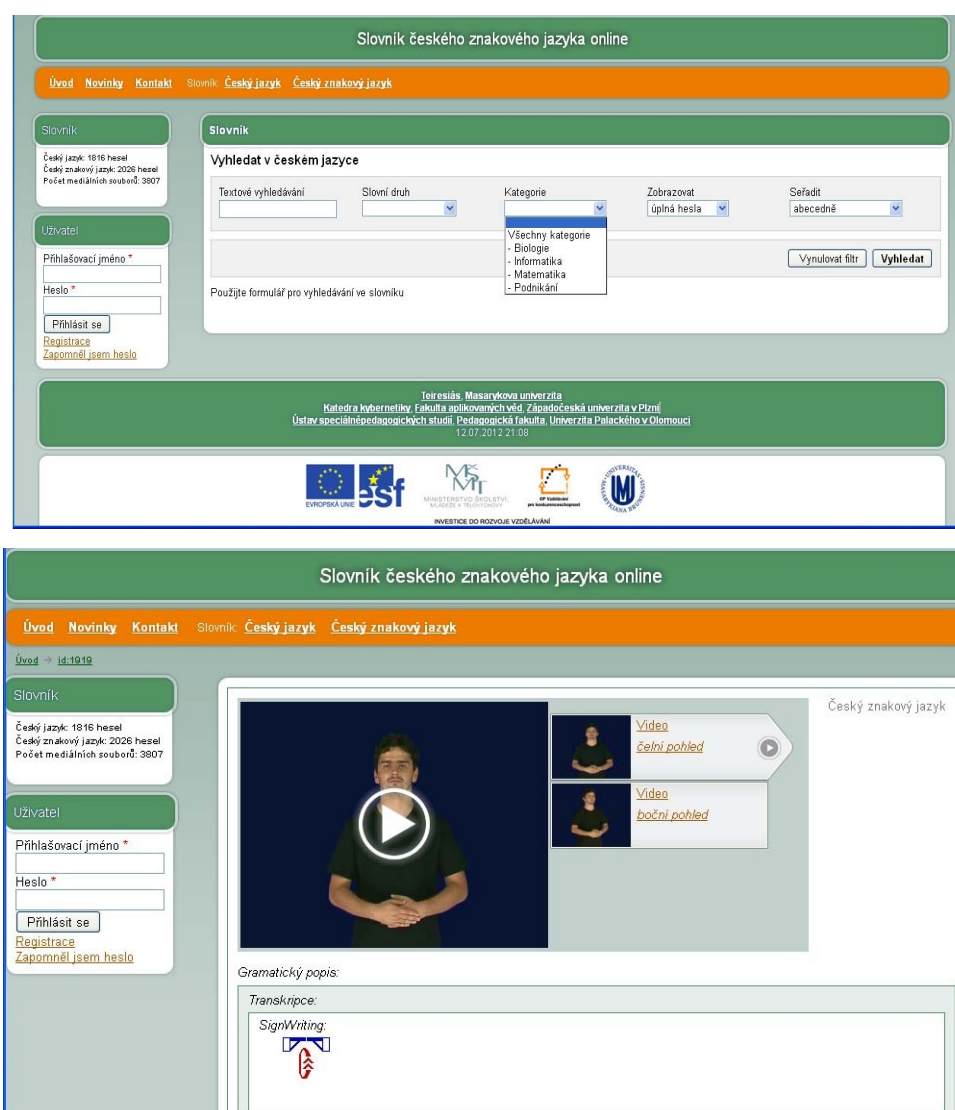 Slovník českého znakového jazyka online
Úvod Novinky Kontakt Slovník: Český jazyk Český znakový jazyk
Slovník
Český jazyk: 1816 hesel
Český znakový jazyk: 2026 hesel
Počet mediálních souborů: 3807
Uživatel
Přihlašovací jméno *
Heslo *
Přihlásit se
Registrace
Zapomněl jsem heslo
Slovník
Vyhledat v českém jazyce
Textové vyhledávání Slovní druh Kategorie Zobrazovat Seřadit
úplná hesla abecedně
Všechny kategorie
- Biologie
- Informatika
- Matematika
- Podnikání
Vynulovat filtr Vyhledat
Použijte formulář pro vyhledávání ve slovníku
Teiresiás, Masarykova univerzita
Katedra kybernetiky, Fakulta aplikovaných věd, Západočeská univerzita v Plzni
Ústav speciálněpedagogických studií, Pedagogická fakulta, Univerzita Palackého v Olomouci
12.07.2012 21:08
EVROPSKÁ UNIE
esf
MŠMT
MINISTERSTVO ŠKOLSTVÍ,
MLÁDEŽE A TĚLOVÝCHOVY
OP Vzdělávání
pro konkurenceschopnost
INVESTICE DO ROZVOJE VZDĚLÁVÁNÍ
Slovník českého znakového jazyka online
Úvod Novinky Kontakt Slovník: Český jazyk Český znakový jazyk
Úvod → id:1919
Slovník
Český jazyk: 1816 hesel
Český znakový jazyk: 2026 hesel
Počet mediálních souborů: 3807
Uživatel
Přihlašovací jméno *
Heslo *
Přihlásit se
Registrace
Zapomněl jsem heslo
Video
čelní pohled
Video
boční pohled
Český znakový jazyk
Gramatický popis:
Transkripce:
SignWriting: